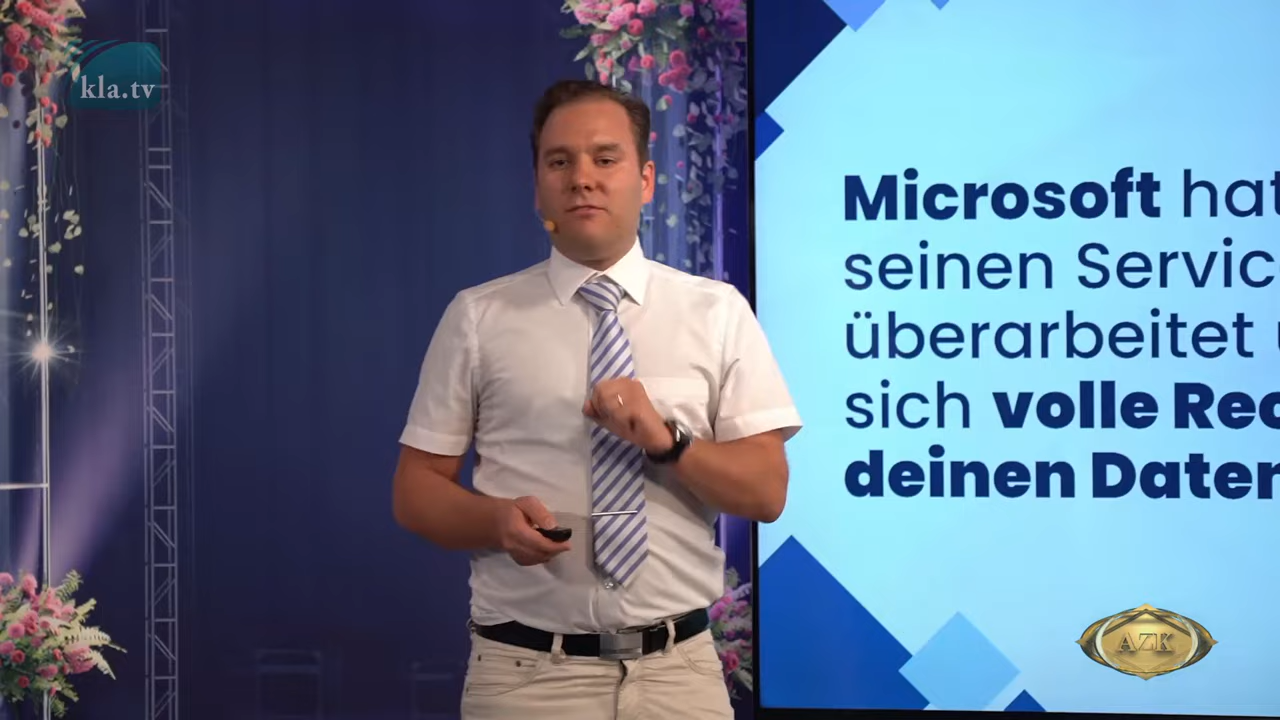 kla.tv
Microsoft hat
seinen Servic
überarbeitet
sich volle Rec
deinen Daten
AZK